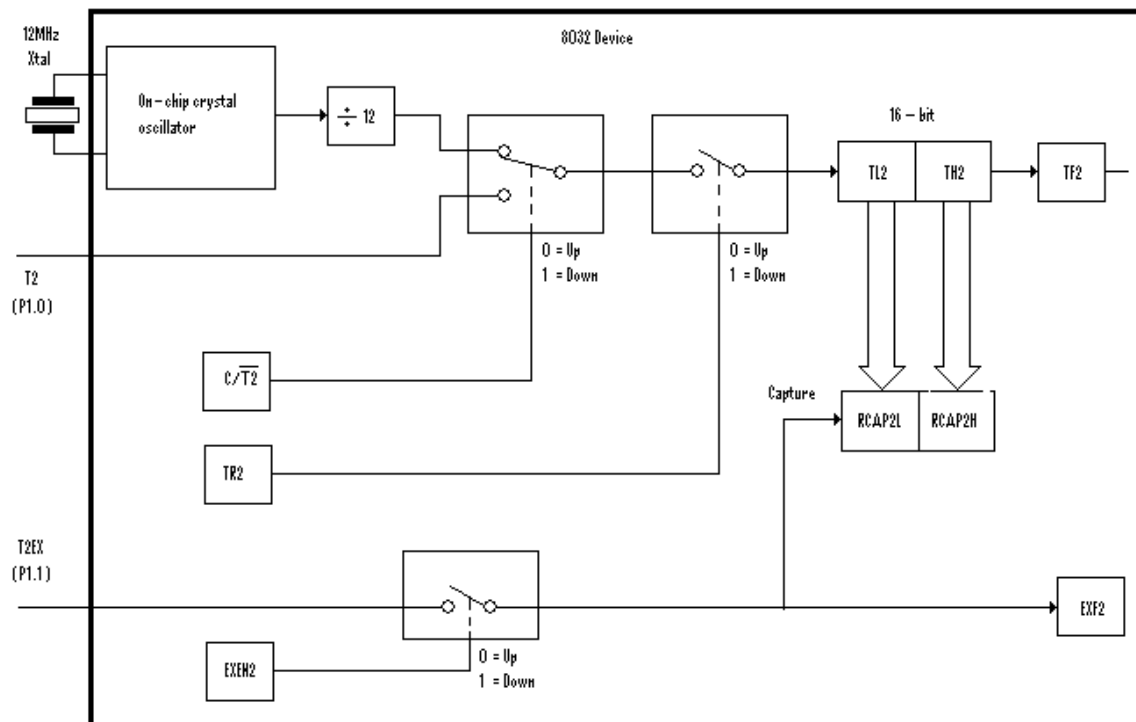 12MHz
Xtal
8032 Device
On-chip crystal
oscillator
÷ 12
16 - bit
TL2
TH2
TF2
0 = Up
1 = Down
0 = Up
1 = Down
T2
(P1.0)
C/T̅2̅
Capture
RCAP2L
RCAP2H
TR2
T2EX
(P1.1)
EXF2
EXEN2
0 = Up
1 = Down